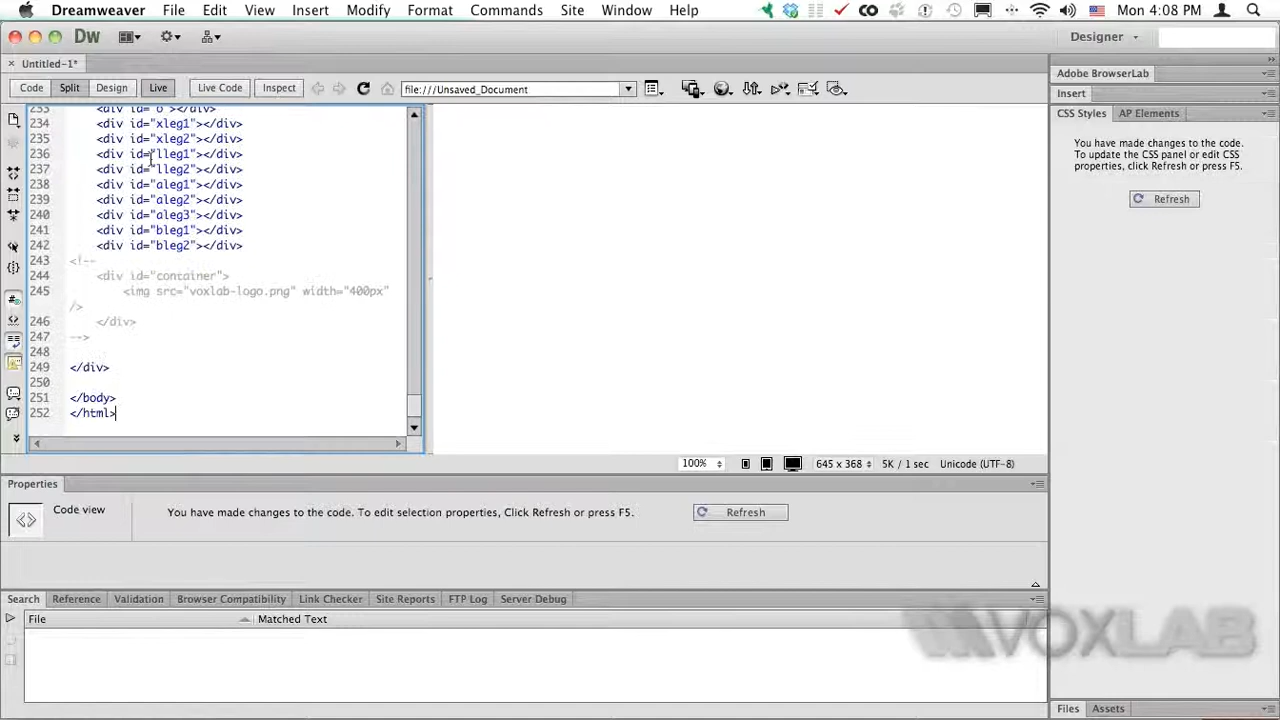 Dreamweaver File Edit View Insert Modify Format Commands Site Window Help Mon 4:08 PM
Dw Designer
Untitled-1*
Code Split Design Live Live Code Inspect file:///Unsaved_Document
233 <div id="o"></div>
234 <div id="xleg1"></div>
235 <div id="xleg2"></div>
236 <div id="lleg1"></div>
237 <div id="lleg2"></div>
238 <div id="aleg1"></div>
239 <div id="aleg2"></div>
240 <div id="aleg3"></div>
241 <div id="bleg1"></div>
242 <div id="bleg2"></div>
243 <!--
244 <div id="container">
245 <img src="voxlab-logo.png" width="400px"
/>
246 </div>
247 -->
248
249 </div>
250
251 </body>
252 </html>
100% 645 x 368 5K / 1 sec Unicode (UTF-8)
Adobe BrowserLab
Insert
CSS Styles AP Elements
You have made changes to the code.
To update the CSS panel or edit CSS
properties, click Refresh or press F5.
Refresh
Properties
Code view You have made changes to the code. To edit selection properties, Click Refresh or press F5. Refresh
Search Reference Validation Browser Compatibility Link Checker Site Reports FTP Log Server Debug
File Matched Text
VOXLAB
Files Assets